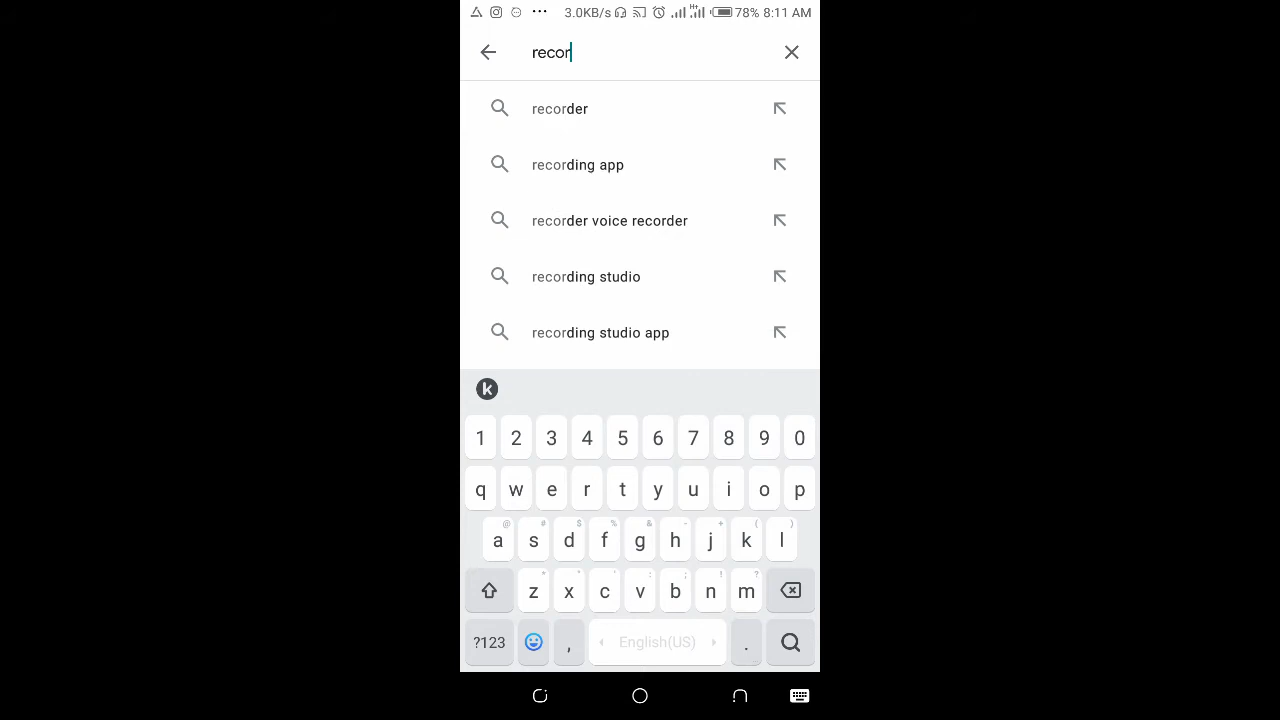 3.0KB/s H+ 78% 8:11 AM
recor
recorder
recording app
recorder voice recorder
recording studio
recording studio app
k
1 2 3 4 5 6 7 8 9 0
q w e r t y u i o p
@ # $ % & - + ( )
a s d f g h j k l
* " ' : ; ! ?
z x c v b n m
?123 , English(US) .